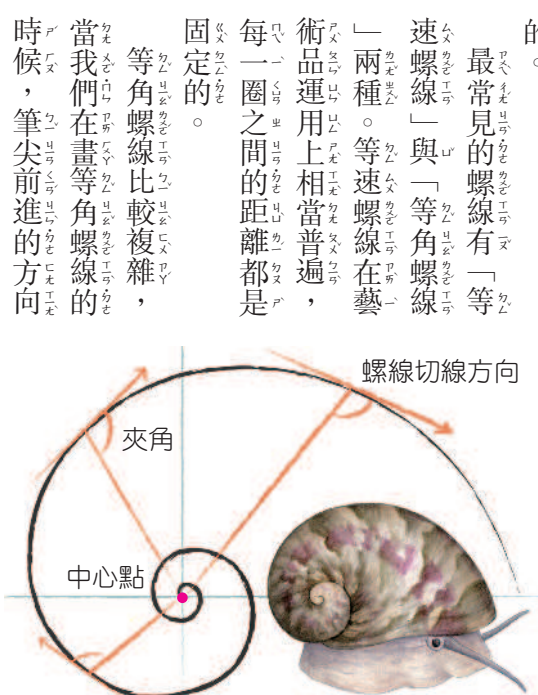 的。
最常見的螺線有「等
速螺線」與「等角螺線
」兩種。等速螺線在藝
術品運用上相當普遍，
每一圈之間的距離都是
固定的。
等角螺線比較複雜，
當我們在畫等角螺線的
時候，筆尖前進的方向
螺線切線方向
夾角
中心點